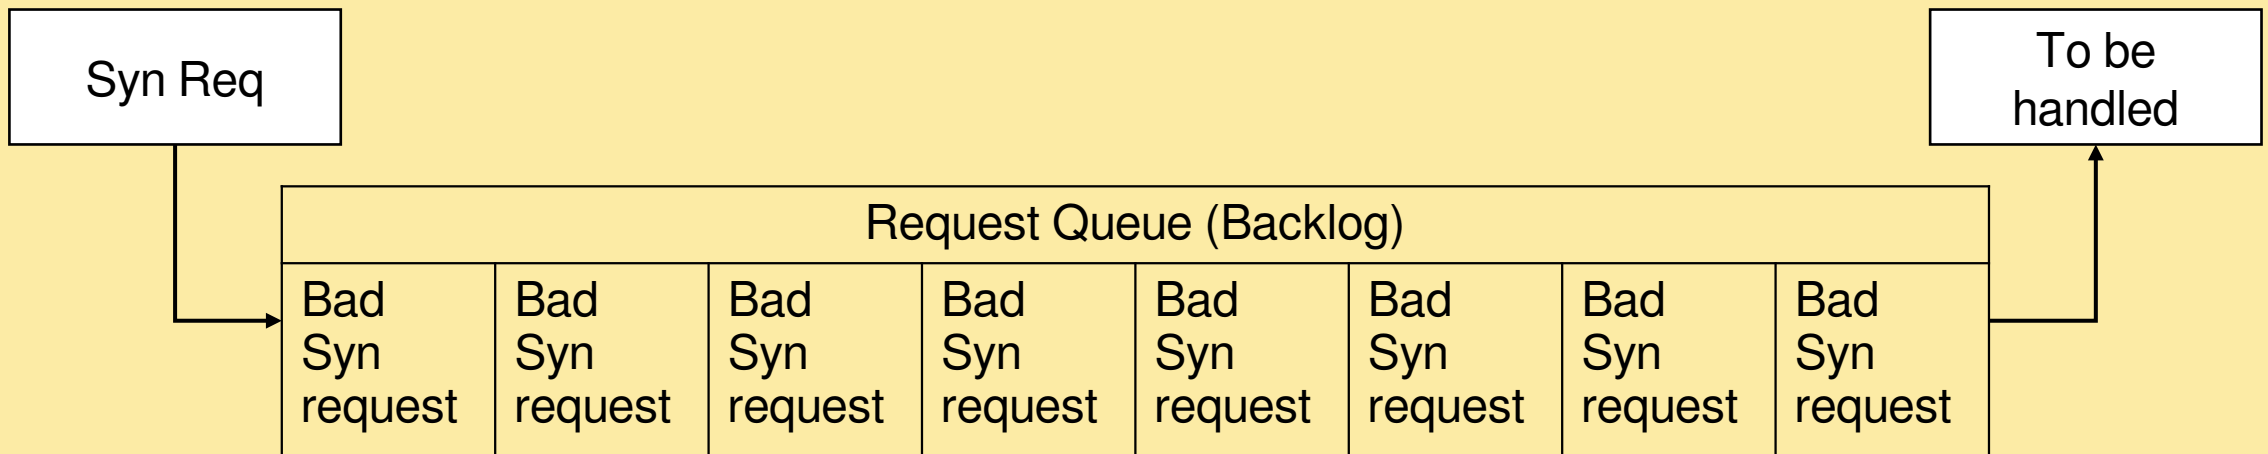 Syn Req
To be
handled
Request Queue (Backlog)
Bad
Syn
request
Bad
Syn
request
Bad
Syn
request
Bad
Syn
request
Bad
Syn
request
Bad
Syn
request
Bad
Syn
request
Bad
Syn
request